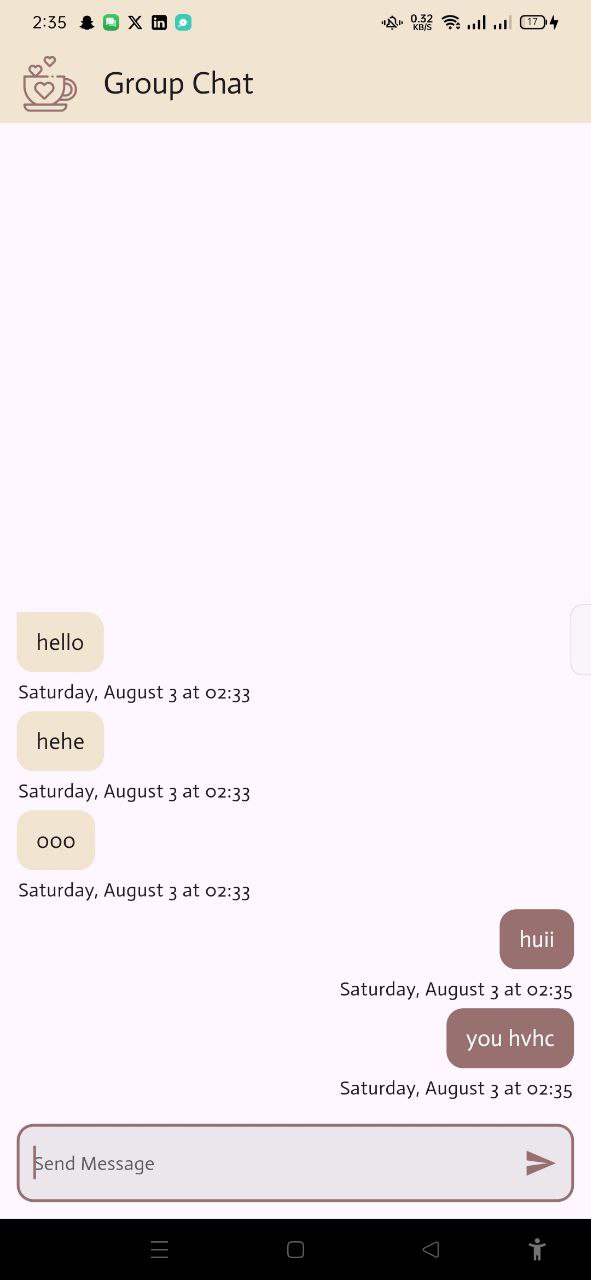 2:35
0.32
KB/S
17
Group Chat
hello
Saturday, August 3 at 02:33
hehe
Saturday, August 3 at 02:33
ooo
Saturday, August 3 at 02:33
huii
Saturday, August 3 at 02:35
you hvhc
Saturday, August 3 at 02:35
Send Message